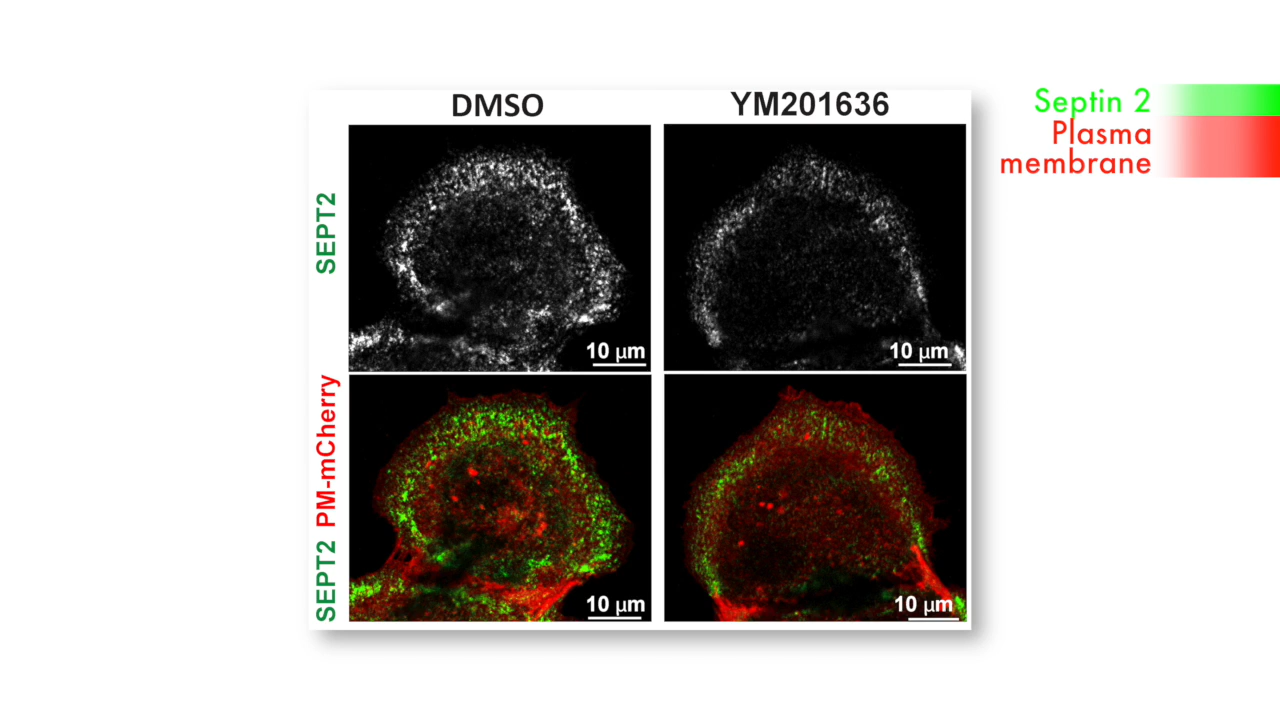 DMSO
YM201636
Septin 2
Plasma
membrane
SEPT2
10 µm
10 µm
SEPT2 PM-mCherry
10 µm
10 µm